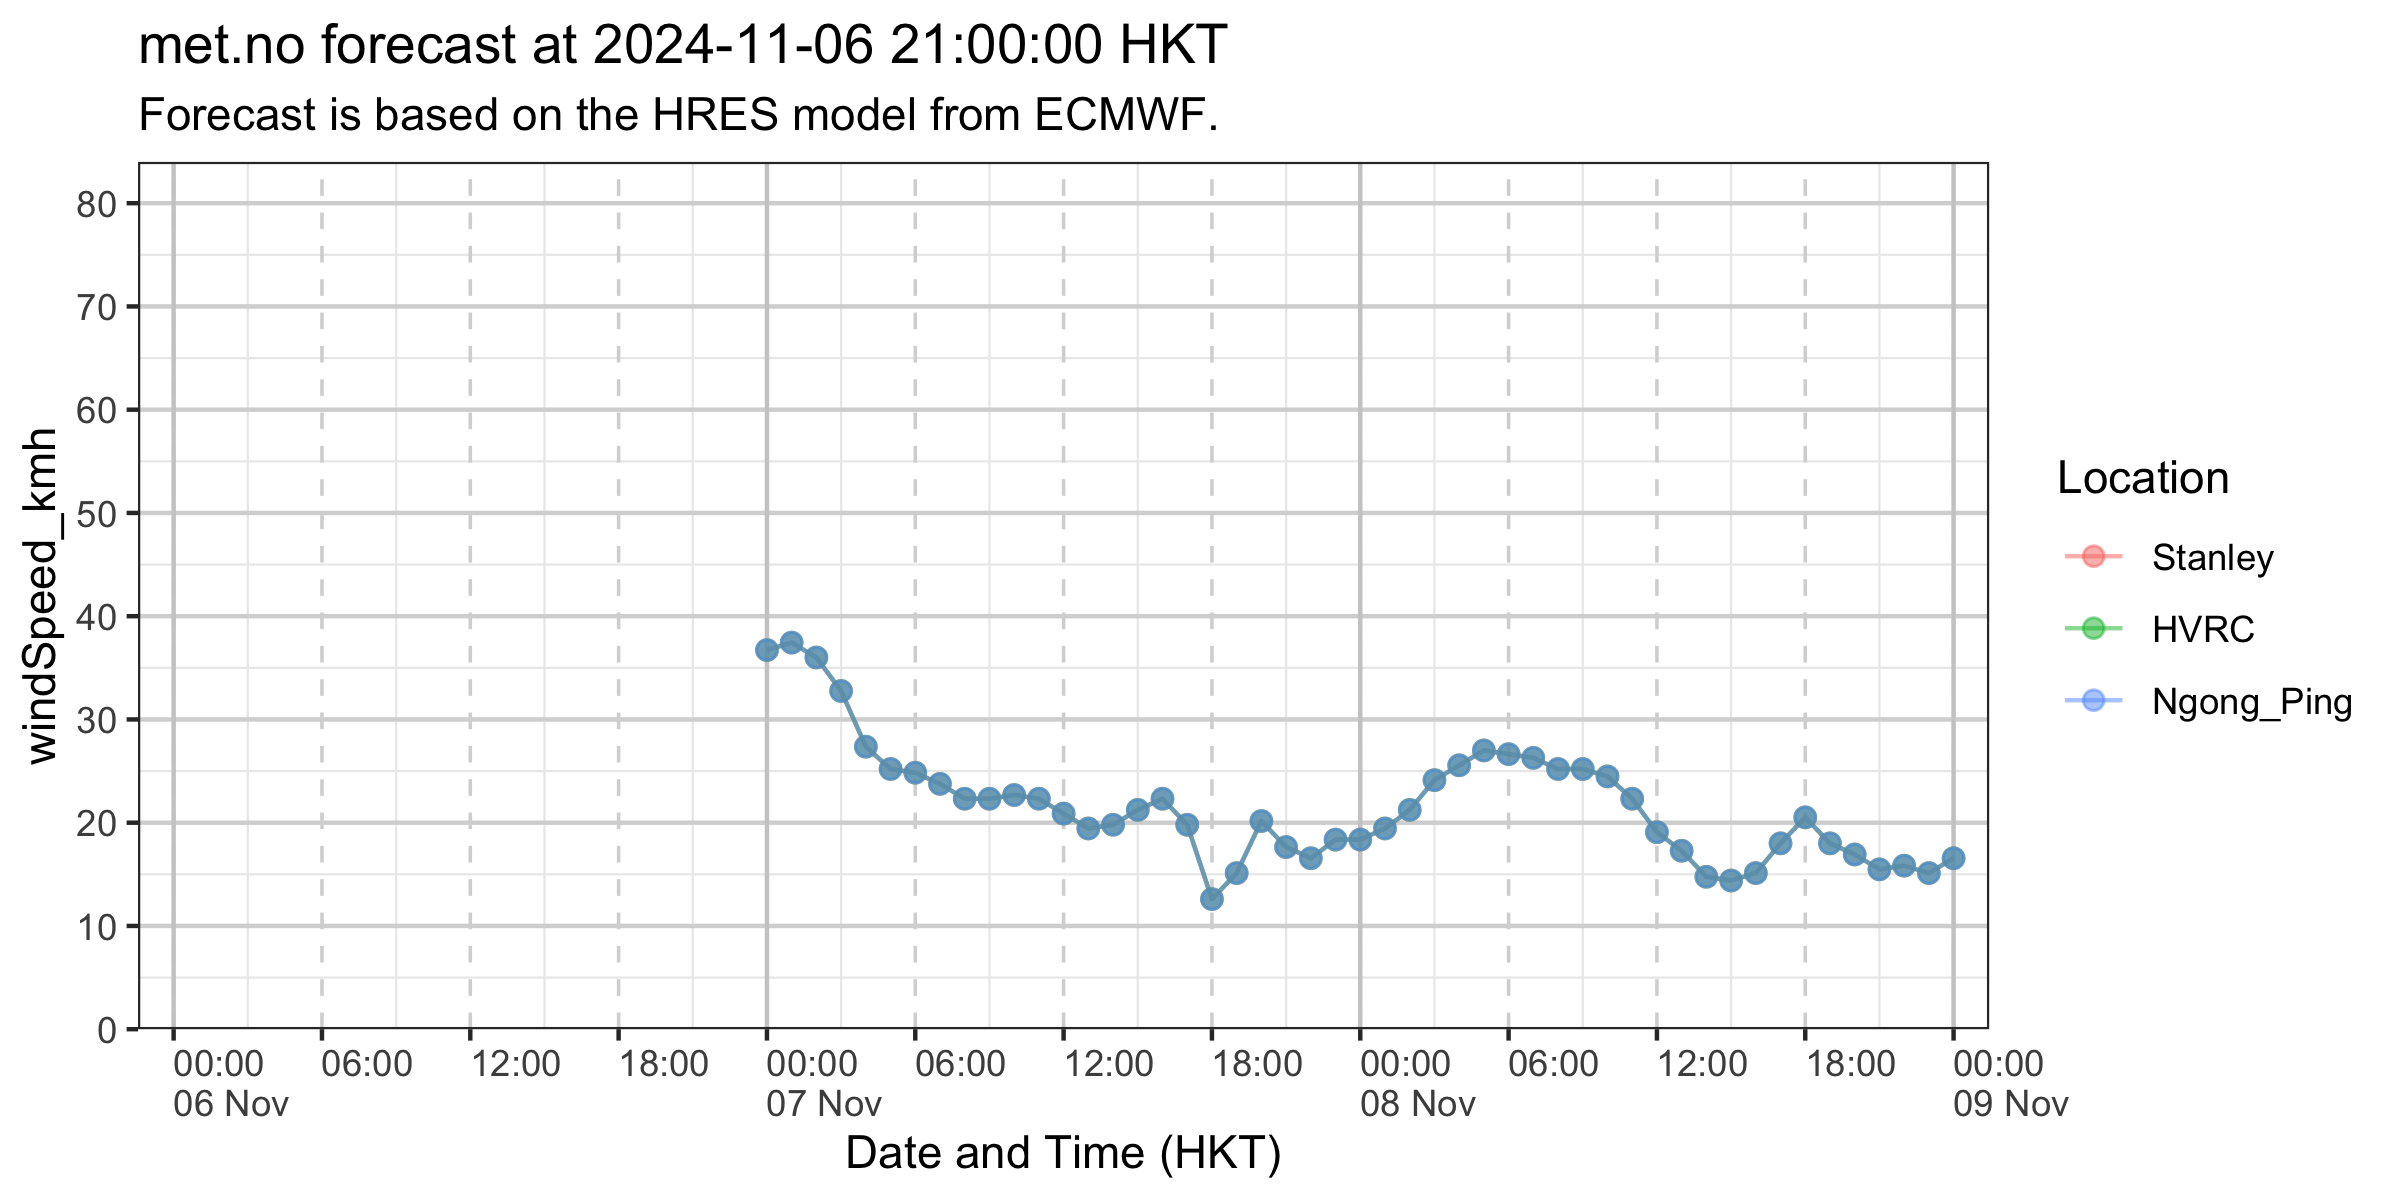 met.no forecast at 2024-11-06 21:00:00 HKT
Forecast is based on the HRES model from ECMWF.
windSpeed_kmh
80
70
60
50
40
30
20
10
0
00:00 06:00 12:00 18:00 00:00 06:00 12:00 18:00 00:00 06:00 12:00 18:00 00:00
06 Nov 07 Nov 08 Nov 09 Nov
Date and Time (HKT)
Location
Stanley
HVRC
Ngong_Ping